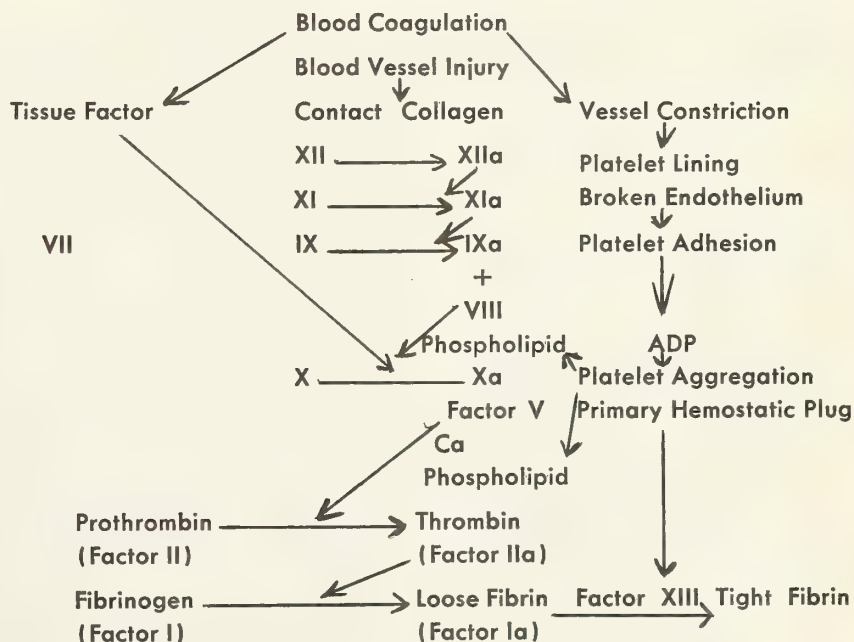 Blood Coagulation
Blood Vessel Injury
Tissue Factor Contact Collagen Vessel Constriction
XII XIIa Platelet Lining
XI XIa Broken Endothelium
VII IX IXa Platelet Adhesion
+
VIII
Phospholipid ADP
X Xa Platelet Aggregation
Factor V Primary Hemostatic Plug
Ca
Phospholipid
Prothrombin Thrombin
(Factor II) (Factor IIa)
Fibrinogen Loose Fibrin Factor XIII Tight Fibrin
(Factor I) (Factor Ia)